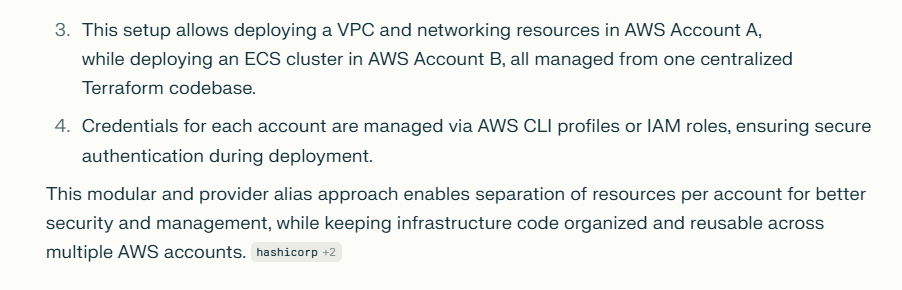 3. This setup allows deploying a VPC and networking resources in AWS Account A,
while deploying an ECS cluster in AWS Account B, all managed from one centralized
Terraform codebase.
4. Credentials for each account are managed via AWS CLI profiles or IAM roles, ensuring secure
authentication during deployment.
This modular and provider alias approach enables separation of resources per account for better
security and management, while keeping infrastructure code organized and reusable across
multiple AWS accounts. hashicorp +2